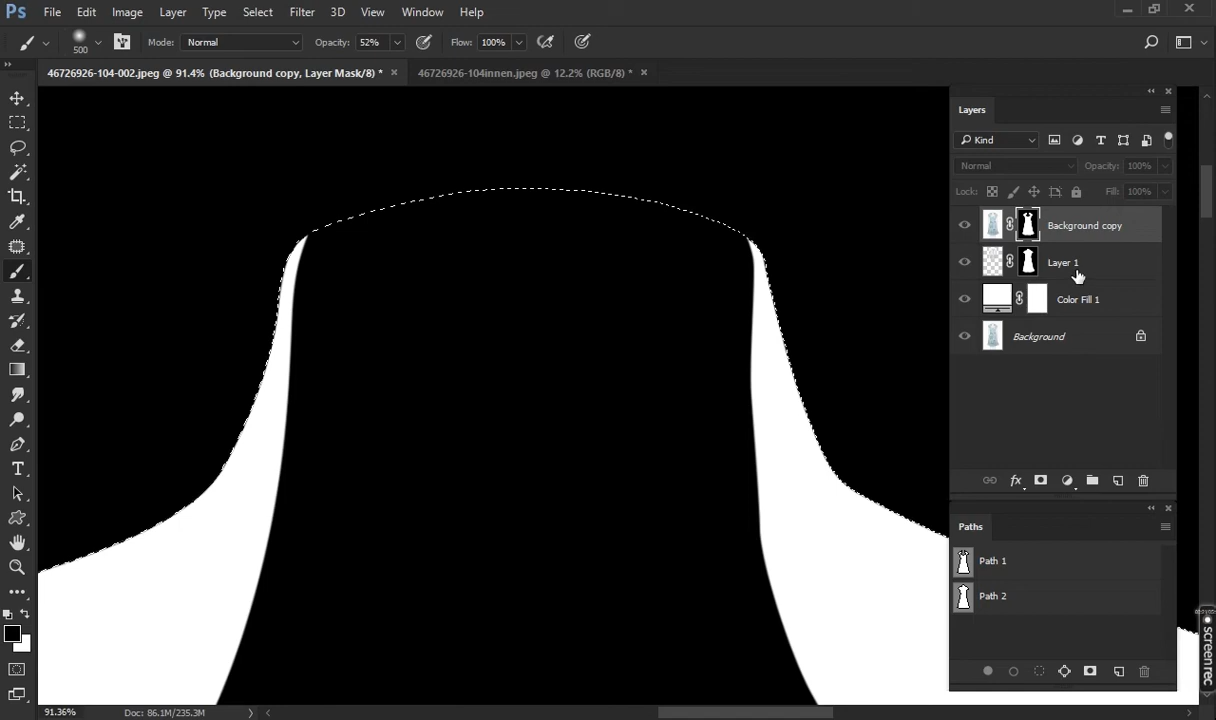 Ps File Edit Image Layer Type Select Filter 3D View Window Help
500 Mode: Normal Opacity: 52% Flow: 100%
46726926-104-002.jpeg @ 91.4% (Background copy, Layer Mask/8) * × 46726926-104innen.jpeg @ 12.2% (RGB/8) * ×
Layers
Kind
Normal Opacity: 100%
Lock: Fill: 100%
Background copy
Layer 1
Color Fill 1
Background
fx
Paths
Path 1
Path 2
screen rec
91.36% Doc: 86.1M/235.3M